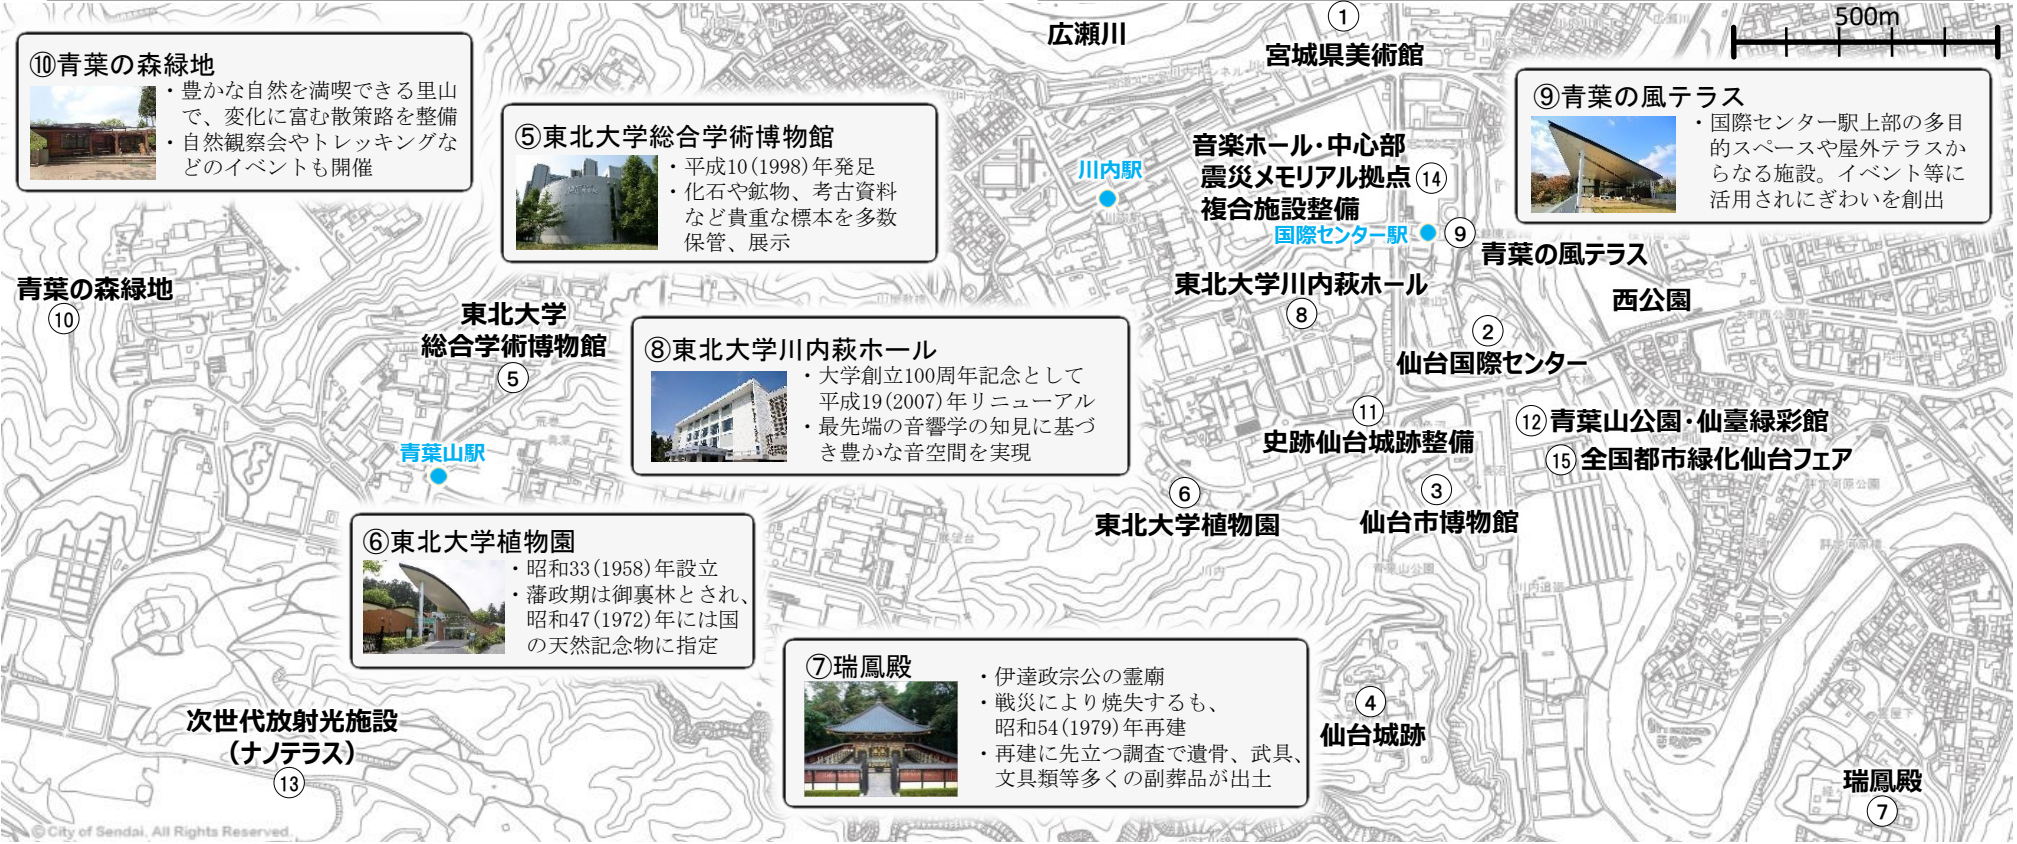 広瀬川
①
宮城県美術館
500m
⑩青葉の森緑地
・豊かな自然を満喫できる里山
で、変化に富む散策路を整備
・自然観察会やトレッキングな
どのイベントも開催
⑤東北大学総合学術博物館
・平成10(1998)年発足
・化石や鉱物、考古資料
など貴重な標本を多数
保管、展示
⑨青葉の風テラス
・国際センター駅上部の多目
的スペースや屋外テラスか
らなる施設。イベント等に
活用されにぎわいを創出
川内駅
音楽ホール・中心部
震災メモリアル拠点⑭
複合施設整備
国際センター駅
⑨
青葉の風テラス
西公園
東北大学川内萩ホール
⑧
②
仙台国際センター
青葉の森緑地
⑩
東北大学
総合学術博物館
⑤
⑧東北大学川内萩ホール
・大学創立100周年記念として
平成19(2007)年リニューアル
・最先端の音響学の知見に基づ
き豊かな音空間を実現
⑪
史跡仙台城跡整備
⑫青葉山公園・仙臺緑彩館
⑮全国都市緑化仙台フェア
青葉山駅
⑥
東北大学植物園
③
仙台市博物館
青葉山公園
川内追廻
川内
展望台
⑥東北大学植物園
・昭和33(1958)年設立
・藩政期は御裏林とされ、
昭和47(1972)年には国
の天然記念物に指定
⑦瑞鳳殿
・伊達政宗公の霊廟
・戦災により焼失するも、
昭和54(1979)年再建
・再建に先立つ調査で遺骨、武具、
文具類等多くの副葬品が出土
④
仙台城跡
次世代放射光施設
（ナノテラス）
⑬
瑞鳳殿
⑦
© City of Sendai, All Rights Reserved.